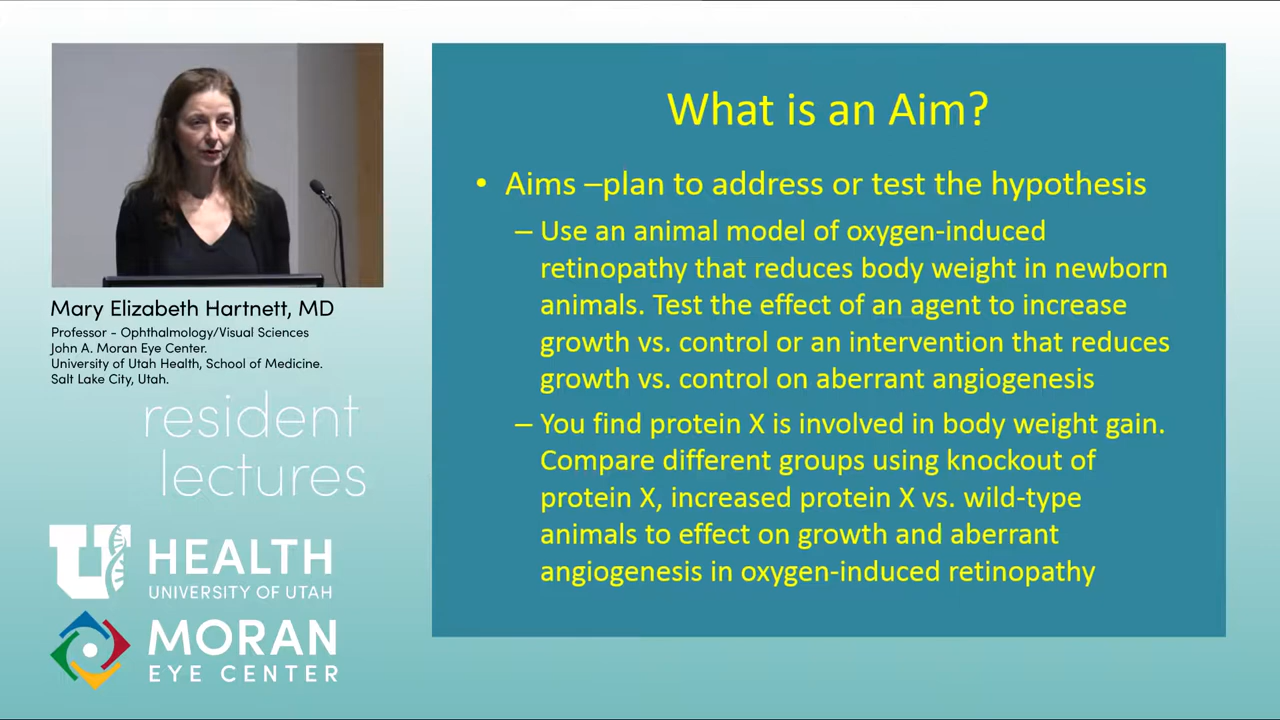 Mary Elizabeth Hartnett, MD
Professor - Ophthalmology/Visual Sciences
John A. Moran Eye Center.
University of Utah Health, School of Medicine.
Salt Lake City, Utah.
resident
lectures
U HEALTH
UNIVERSITY OF UTAH
MORAN
EYE CENTER
What is an Aim?
• Aims –plan to address or test the hypothesis
– Use an animal model of oxygen-induced
retinopathy that reduces body weight in newborn
animals. Test the effect of an agent to increase
growth vs. control or an intervention that reduces
growth vs. control on aberrant angiogenesis
– You find protein X is involved in body weight gain.
Compare different groups using knockout of
protein X, increased protein X vs. wild-type
animals to effect on growth and aberrant
angiogenesis in oxygen-induced retinopathy